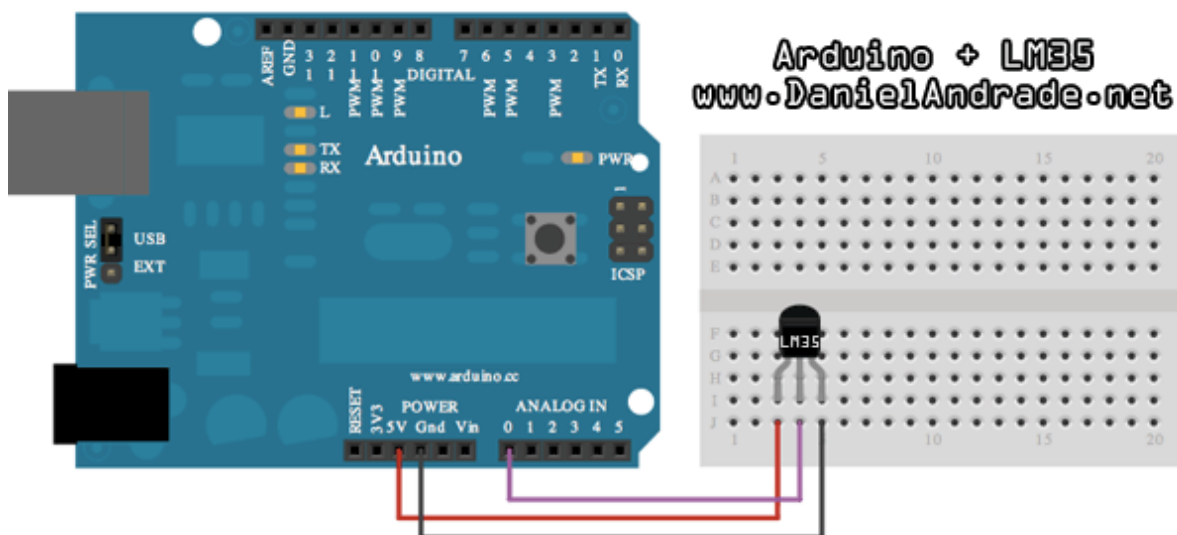 Arduino + LM35
www.DanielAndrade.net
AREF
GND
13
12
11
10
9
8
7
6
5
4
3
2
1
0
PWM
PWM
PWM
DIGITAL
PWM
PWM
PWM
TX
RX
L
TX
RX
Arduino
PWR
1
ICSP
PWR SEL
USB
EXT
www.arduino.cc
POWER
ANALOG IN
RESET
3V3
5V Gnd Vin
0 1 2 3 4 5
1 5 10 15 20
A
B
C
D
E
F
G
H
I
J
LM35
1 10 15 20